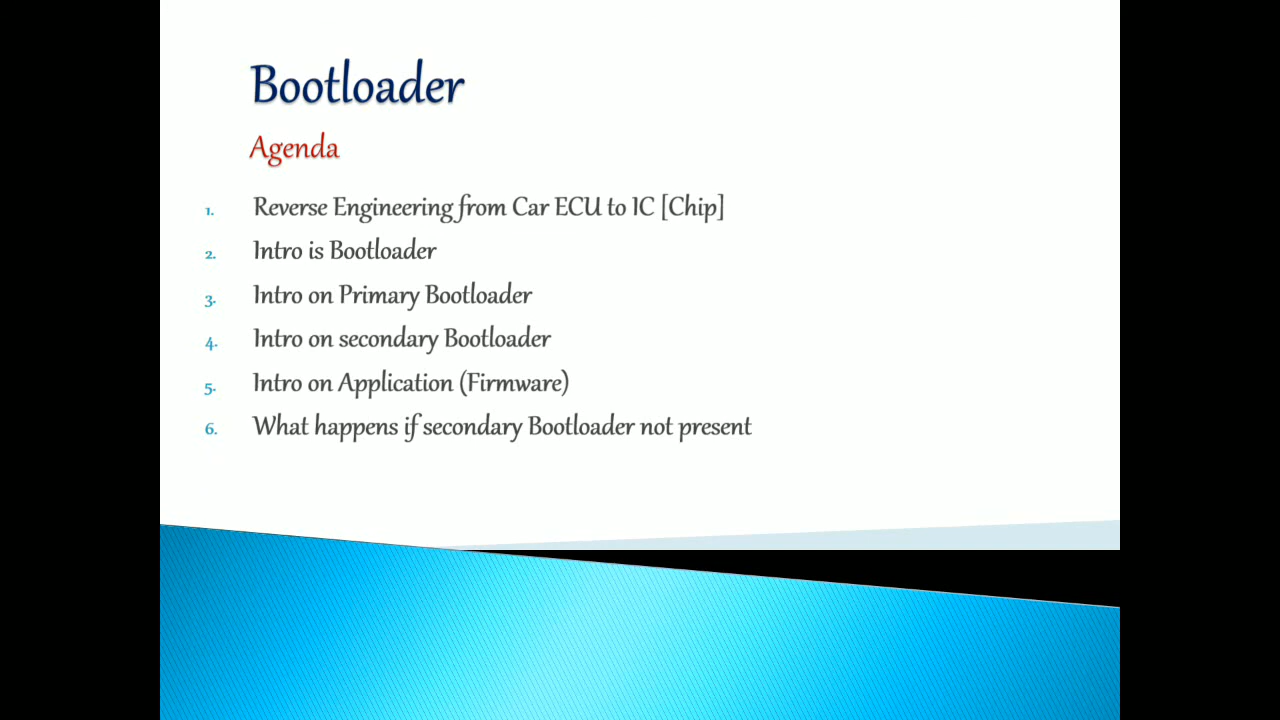 Bootloader
Agenda
1. Reverse Engineering from Car ECU to IC [Chip]
2. Intro is Bootloader
3. Intro on Primary Bootloader
4. Intro on secondary Bootloader
5. Intro on Application (Firmware)
6. What happens if secondary Bootloader not present